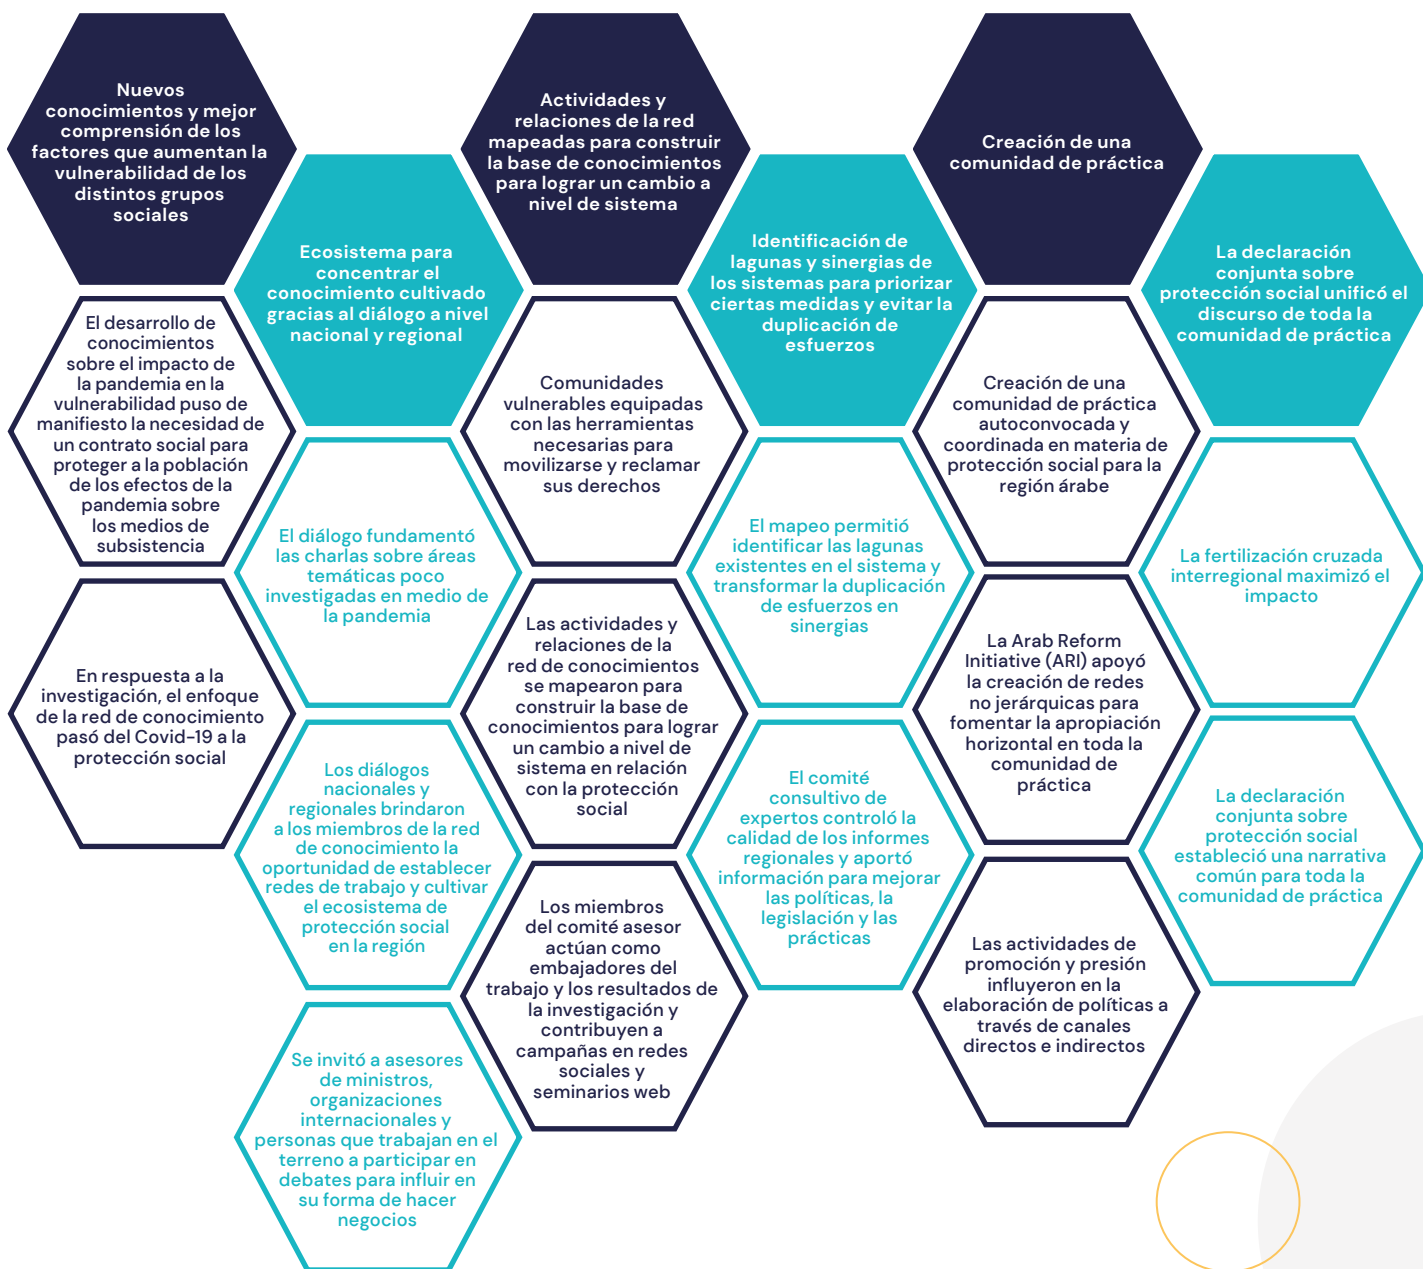 Nuevos
conocimientos y mejor
comprensión de los
factores que aumentan la
vulnerabilidad de los
distintos grupos
sociales
El desarrollo de
conocimientos
sobre el impacto de
la pandemia en la
vulnerabilidad puso de
manifiesto la necesidad de
un contrato social para
proteger a la población
de los efectos de la
pandemia sobre
los medios de
subsistencia
En respuesta a la
investigación, el enfoque
de la red de conocimiento
pasó del Covid-19 a la
protección social
Ecosistema para
concentrar el
conocimiento cultivado
gracias al diálogo a nivel
nacional y regional
El diálogo fundamentó
las charlas sobre áreas
temáticas poco
investigadas en medio de
la pandemia
Los diálogos
nacionales y
regionales brindaron
a los miembros de la red
de conocimiento la
oportunidad de establecer
redes de trabajo y cultivar
el ecosistema de
protección social
en la región
Se invitó a asesores
de ministros,
organizaciones
internacionales y
personas que trabajan en el
terreno a participar en
debates para influir en
su forma de hacer
negocios
Actividades y
relaciones de la red
mapeadas para construir
la base de conocimientos
para lograr un cambio a
nivel de sistema
Comunidades
vulnerables equipadas
con las herramientas
necesarias para
movilizarse y reclamar
sus derechos
Las actividades y
relaciones de la
red de conocimientos
se mapearon para
construir la base de
conocimientos para lograr
un cambio a nivel de
sistema en relación
con la protección
social
Los miembros
del comité asesor
actúan como
embajadores del
trabajo y los resultados de
la investigación y
contribuyen a
campañas en redes
sociales y
seminarios web
Identificación de
lagunas y sinergias de
los sistemas para priorizar
ciertas medidas y evitar la
duplicación de
esfuerzos
El mapeo permitió
identificar las lagunas
existentes en el sistema y
transformar la duplicación
de esfuerzos en
sinergias
El comité
consultivo de
expertos controló la
calidad de los informes
regionales y aportó
información para mejorar
las políticas, la
legislación y las
prácticas
Creación de una
comunidad de práctica
Creación de una
comunidad de práctica
autoconvocada y
coordinada en materia de
protección social para la
región árabe
La Arab Reform
Initiative (ARI) apoyó
la creación de redes
no jerárquicas para
fomentar la apropiación
horizontal en toda la
comunidad de
práctica
Las actividades de
promoción y presión
influyeron en la
elaboración de políticas a
través de canales
directos e indirectos
La declaración
conjunta sobre
protección social unificó el
discurso de toda la
comunidad de práctica
La fertilización cruzada
interregional maximizó el
impacto
La declaración
conjunta sobre
protección social
estableció una narrativa
común para toda la
comunidad de práctica